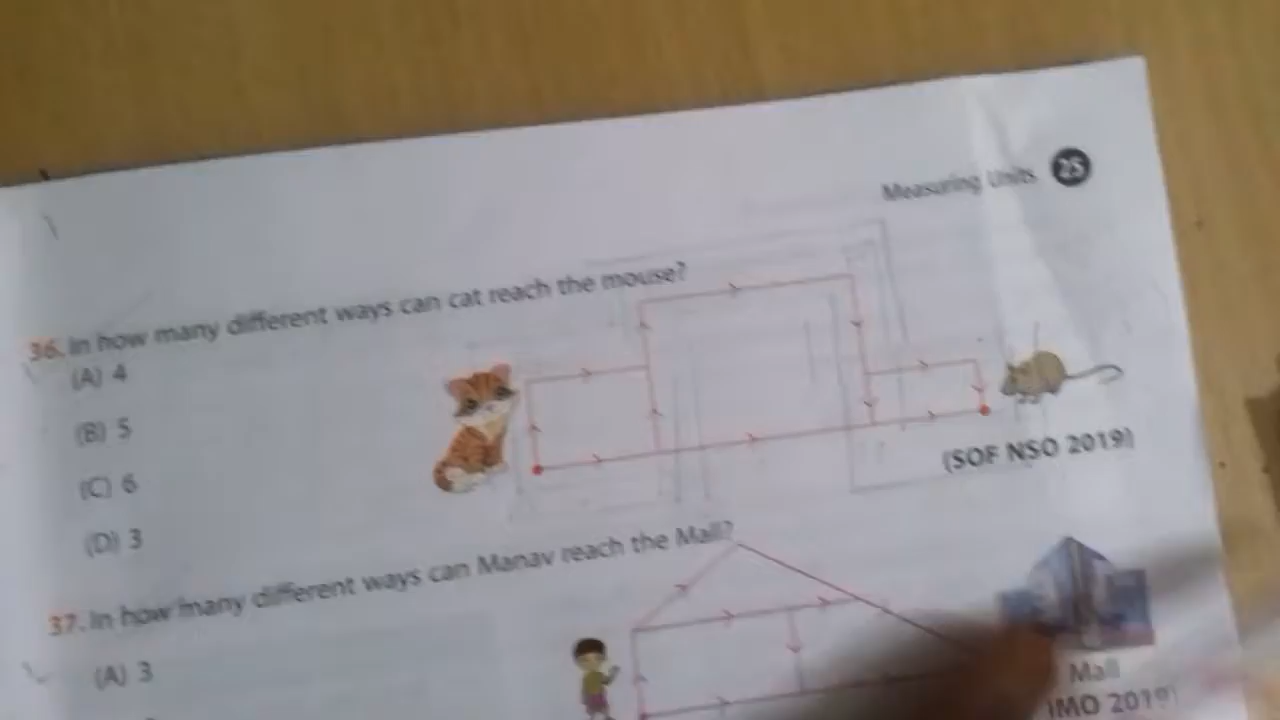 Measuring Units 25
36. In how many different ways can cat reach the mouse?
(A) 4
(B) 5
(C) 6
(D) 3
(SOF NSO 2019)
37. In how many different ways can Manav reach the Mall?
(A) 3
Mall
IMO 2019)